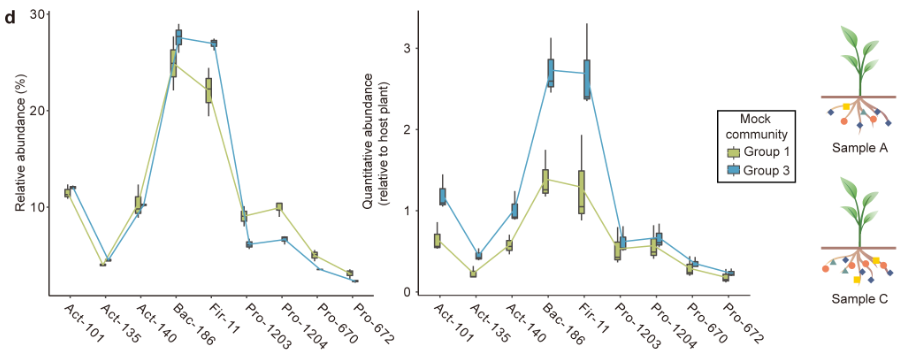 d
Relative abundance (%)
30
20
10
Act-101
Act-135
Act-140
Bac-186
Fir-11
Pro-1203
Pro-1204
Pro-670
Pro-672
Quantitative abundance
(relative to host plant)
3
2
1
0
Act-101
Act-135
Act-140
Bac-186
Fir-11
Pro-1203
Pro-1204
Pro-670
Pro-672
Mock
community
Group 1
Group 3
Sample A
Sample C